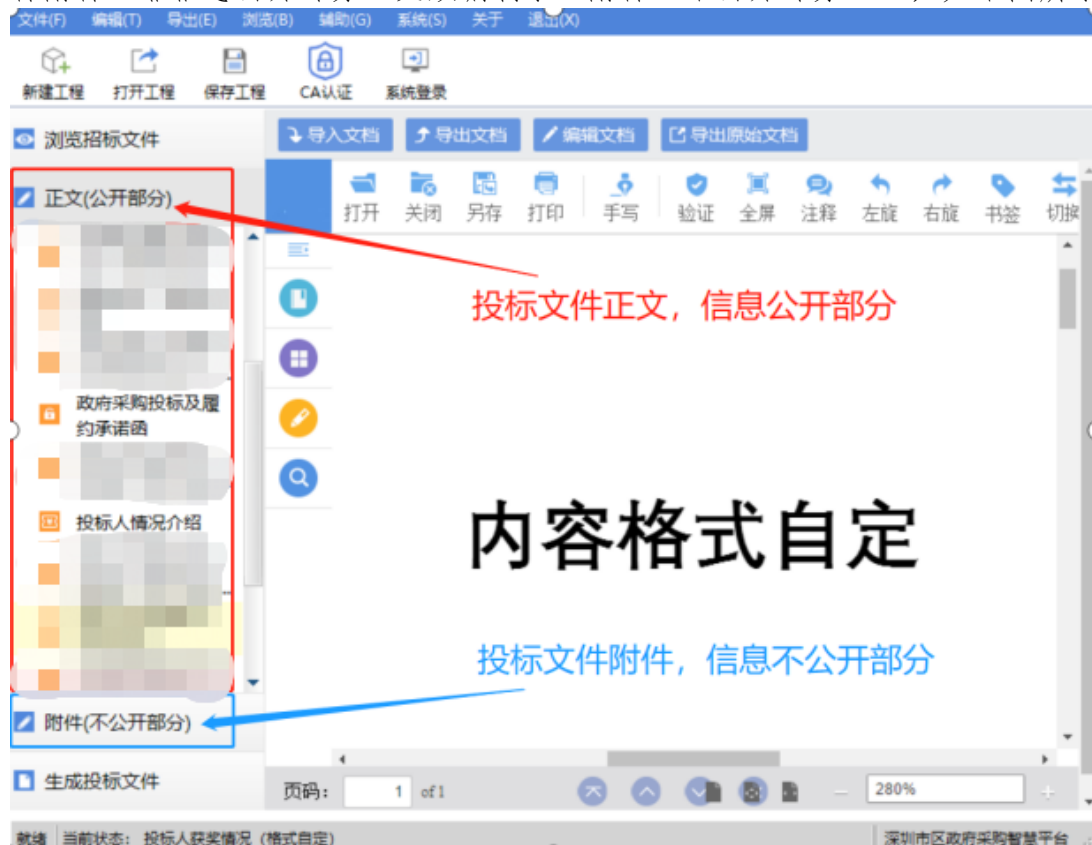 文件(F) 编辑(T) 导出(E) 浏览(B) 辅助(G) 系统(S) 关于 退出(X)
新建工程 打开工程 保存工程 CA认证 系统登录
浏览招标文件
导入文档 导出文档 编辑文档 导出原始文档
正文(公开部分)
打开 关闭 另存 打印 手写 验证 全屏 注释 左旋 右旋 书签 切换
投标文件正文，信息公开部分
政府采购投标及履
约承诺函
投标人情况介绍
内容格式自定
投标文件附件，信息不公开部分
附件(不公开部分)
生成投标文件
页码： 1 of1 280%
就绪 当前状态：投标人获奖情况（格式自定） 深圳市区政府采购智慧平台